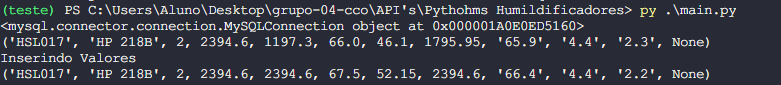 (teste) PS C:\Users\Aluno\Desktop\grupo-04-cco\API's\Pythohms Humildificadores> py .\main.py
<mysql.connector.connection.MySQLConnection object at 0x000001A0E0ED5160>
('HSL017', 'HP 218B', 2, 2394.6, 1197.3, 66.0, 46.1, 1795.95, '65.9', '4.4', '2.3', None)
Inserindo Valores
('HSL017', 'HP 218B', 2, 2394.6, 2394.6, 67.5, 52.15, 2394.6, '66.4', '4.4', '2.2', None)